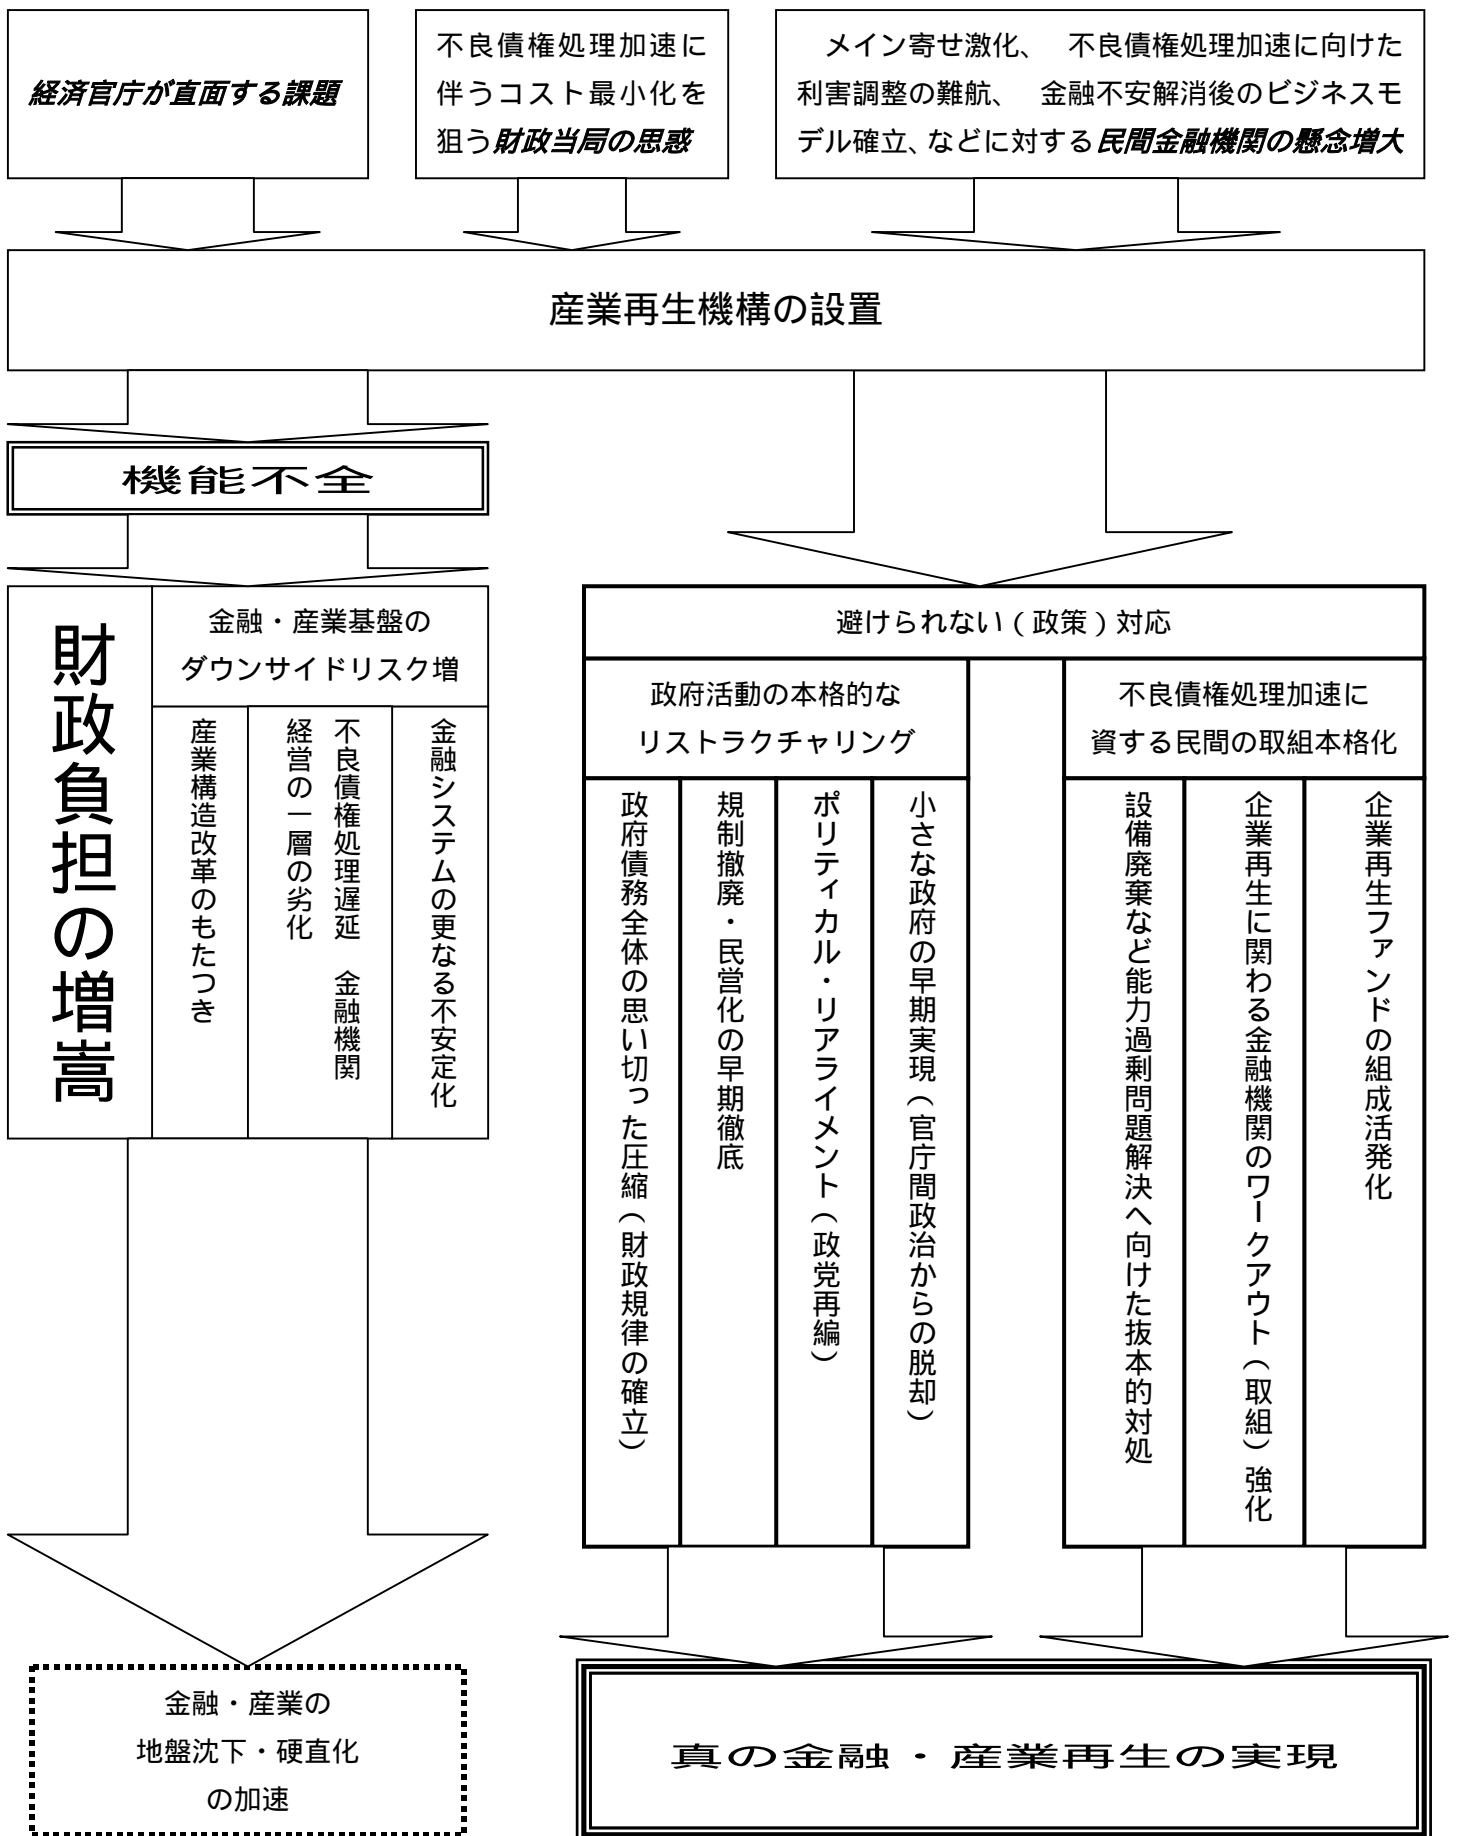 経済官庁が直面する課題
不良債権処理加速に
伴うコスト最小化を
狙う財政当局の思惑
メイン寄せ激化、 不良債権処理加速に向けた
利害調整の難航、 金融不安解消後のビジネスモ
デル確立、などに対する民間金融機関の懸念増大
産業再生機構の設置
機能不全
財政負担の増嵩
金融・産業基盤の
ダウンサイドリスク増
金融システムの更なる不安定化
不良債権処理遅延 金融機関
経営の一層の劣化
産業構造改革のもたつき
避けられない(政策)対応
政府活動の本格的な
リストラクチャリング
小さな政府の早期実現(官庁間政治からの脱却)
ポリティカル・リアライメント(政党再編)
規制撤廃・民営化の早期徹底
政府債務全体の思い切った圧縮(財政規律の確立)
不良債権処理加速に
資する民間の取組本格化
企業再生ファンドの組成活発化
企業再生に関わる金融機関のワークアウト(取組)強化
設備廃棄など能力過剰問題解決へ向けた抜本的対処
金融・産業の
地盤沈下・硬直化
の加速
真の金融・産業再生の実現